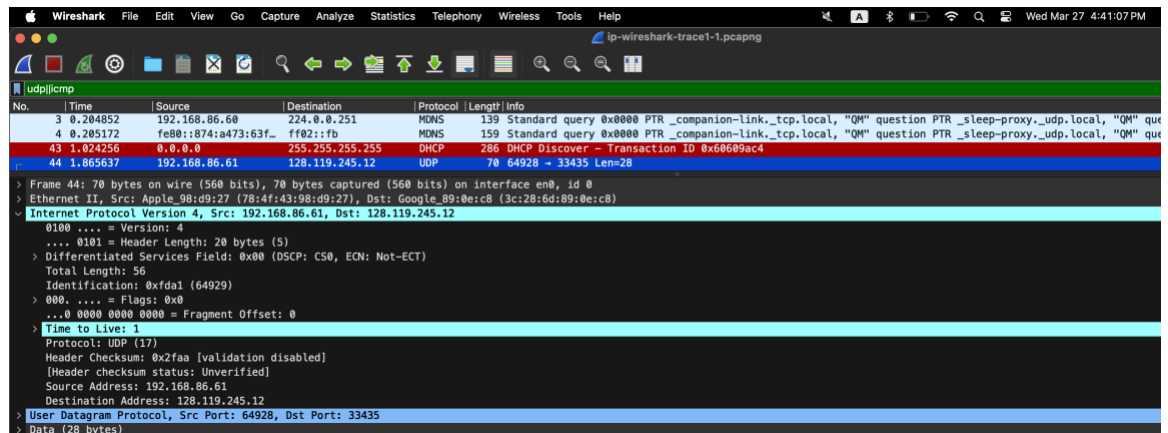 Wireshark File Edit View Go Capture Analyze Statistics Telephony Wireless Tools Help A Wed Mar 27 4:41:07 PM
ip-wireshark-trace1-1.pcapng
udp||icmp
No. Time Source Destination Protocol Length Info
3 0.204852 192.168.86.60 224.0.0.251 MDNS 139 Standard query 0x0000 PTR _companion-link._tcp.local, "QM" question PTR _sleep-proxy._udp.local, "QM" que
4 0.205172 fe80::874:a473:63f… ff02::fb MDNS 159 Standard query 0x0000 PTR _companion-link._tcp.local, "QM" question PTR _sleep-proxy._udp.local, "QM" que
43 1.024256 0.0.0.0 255.255.255.255 DHCP 286 DHCP Discover - Transaction ID 0x60609ac4
44 1.865637 192.168.86.61 128.119.245.12 UDP 70 64928 → 33435 Len=28
> Frame 44: 70 bytes on wire (560 bits), 70 bytes captured (560 bits) on interface en0, id 0
> Ethernet II, Src: Apple_98:d9:27 (78:4f:43:98:d9:27), Dst: Google_89:0e:c8 (3c:28:6d:89:0e:c8)
Internet Protocol Version 4, Src: 192.168.86.61, Dst: 128.119.245.12
0100 .... = Version: 4
.... 0101 = Header Length: 20 bytes (5)
> Differentiated Services Field: 0x00 (DSCP: CS0, ECN: Not-ECT)
Total Length: 56
Identification: 0xfda1 (64929)
> 000. .... = Flags: 0x0
...0 0000 0000 0000 = Fragment Offset: 0
> Time to Live: 1
Protocol: UDP (17)
Header Checksum: 0x2faa [validation disabled]
[Header checksum status: Unverified]
Source Address: 192.168.86.61
Destination Address: 128.119.245.12
> User Datagram Protocol, Src Port: 64928, Dst Port: 33435
> Data (28 bytes)